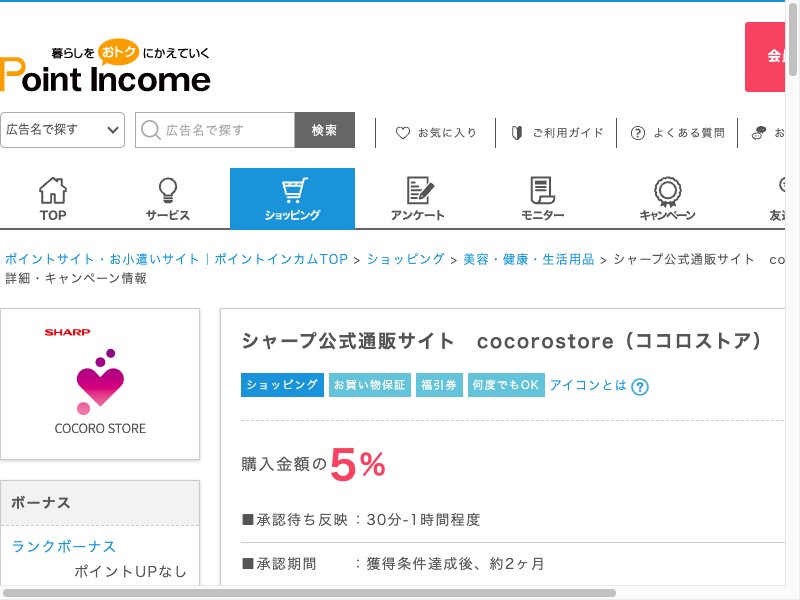 暮らしを おトク にかえていく
Point Income
会
広告名で探す
広告名で探す
検索
お気に入り
ご利用ガイド
よくある質問
お
TOP
サービス
ショッピング
アンケート
モニター
キャンペーン
友
ポイントサイト・お小遣いサイト｜ポイントインカムTOP > ショッピング > 美容・健康・生活用品 > シャープ公式通販サイト　co
詳細・キャンペーン情報
SHARP
COCORO STORE
シャープ公式通販サイト　cocorostore（ココロストア）
ショッピング お買い物保証 福引券 何度でもOK アイコンとは ?
購入金額の5%
■承認待ち反映：30分-1時間程度
■承認期間　　：獲得条件達成後、約2ヶ月
ボーナス
ランクボーナス
ポイントUPなし